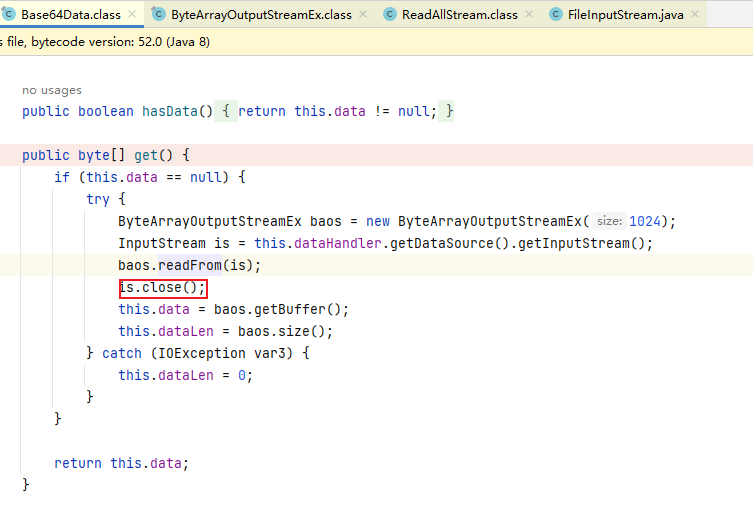 Base64Data.class × ByteArrayOutputStreamEx.class × ReadAllStream.class × FileInputStream.java ×
s file, bytecode version: 52.0 (Java 8)
no usages
public boolean hasData() { return this.data != null; }
public byte[] get() {
if (this.data == null) {
try {
ByteArrayOutputStreamEx baos = new ByteArrayOutputStreamEx( size: 1024);
InputStream is = this.dataHandler.getDataSource().getInputStream();
baos.readFrom(is);
is.close();
this.data = baos.getBuffer();
this.dataLen = baos.size();
} catch (IOException var3) {
this.dataLen = 0;
}
}
return this.data;
}